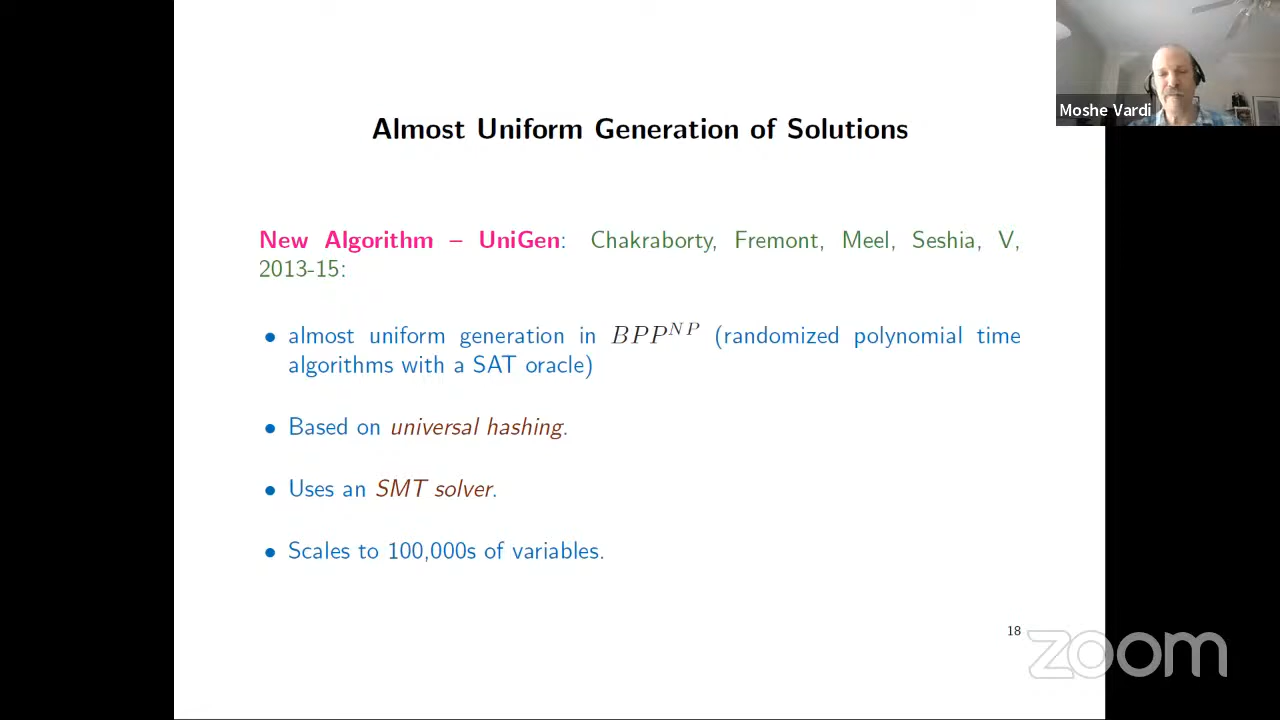 Moshe Vardi
Almost Uniform Generation of Solutions
New Algorithm – UniGen: Chakraborty, Fremont, Meel, Seshia, V,
2013-15:
• almost uniform generation in BPP^{NP} (randomized polynomial time
algorithms with a SAT oracle)
• Based on universal hashing.
• Uses an SMT solver.
• Scales to 100,000s of variables.
18
zoom